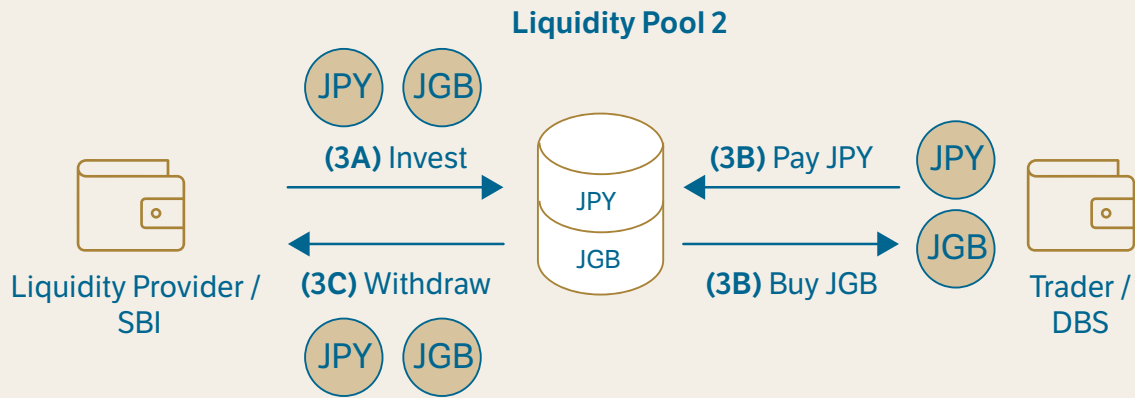 Liquidity Pool 2
JPY JGB
(3A) Invest
(3B) Pay JPY
JPY
JPY
JGB
JGB
(3C) Withdraw
(3B) Buy JGB
Liquidity Provider /
SBI
Trader /
DBS
JPY JGB